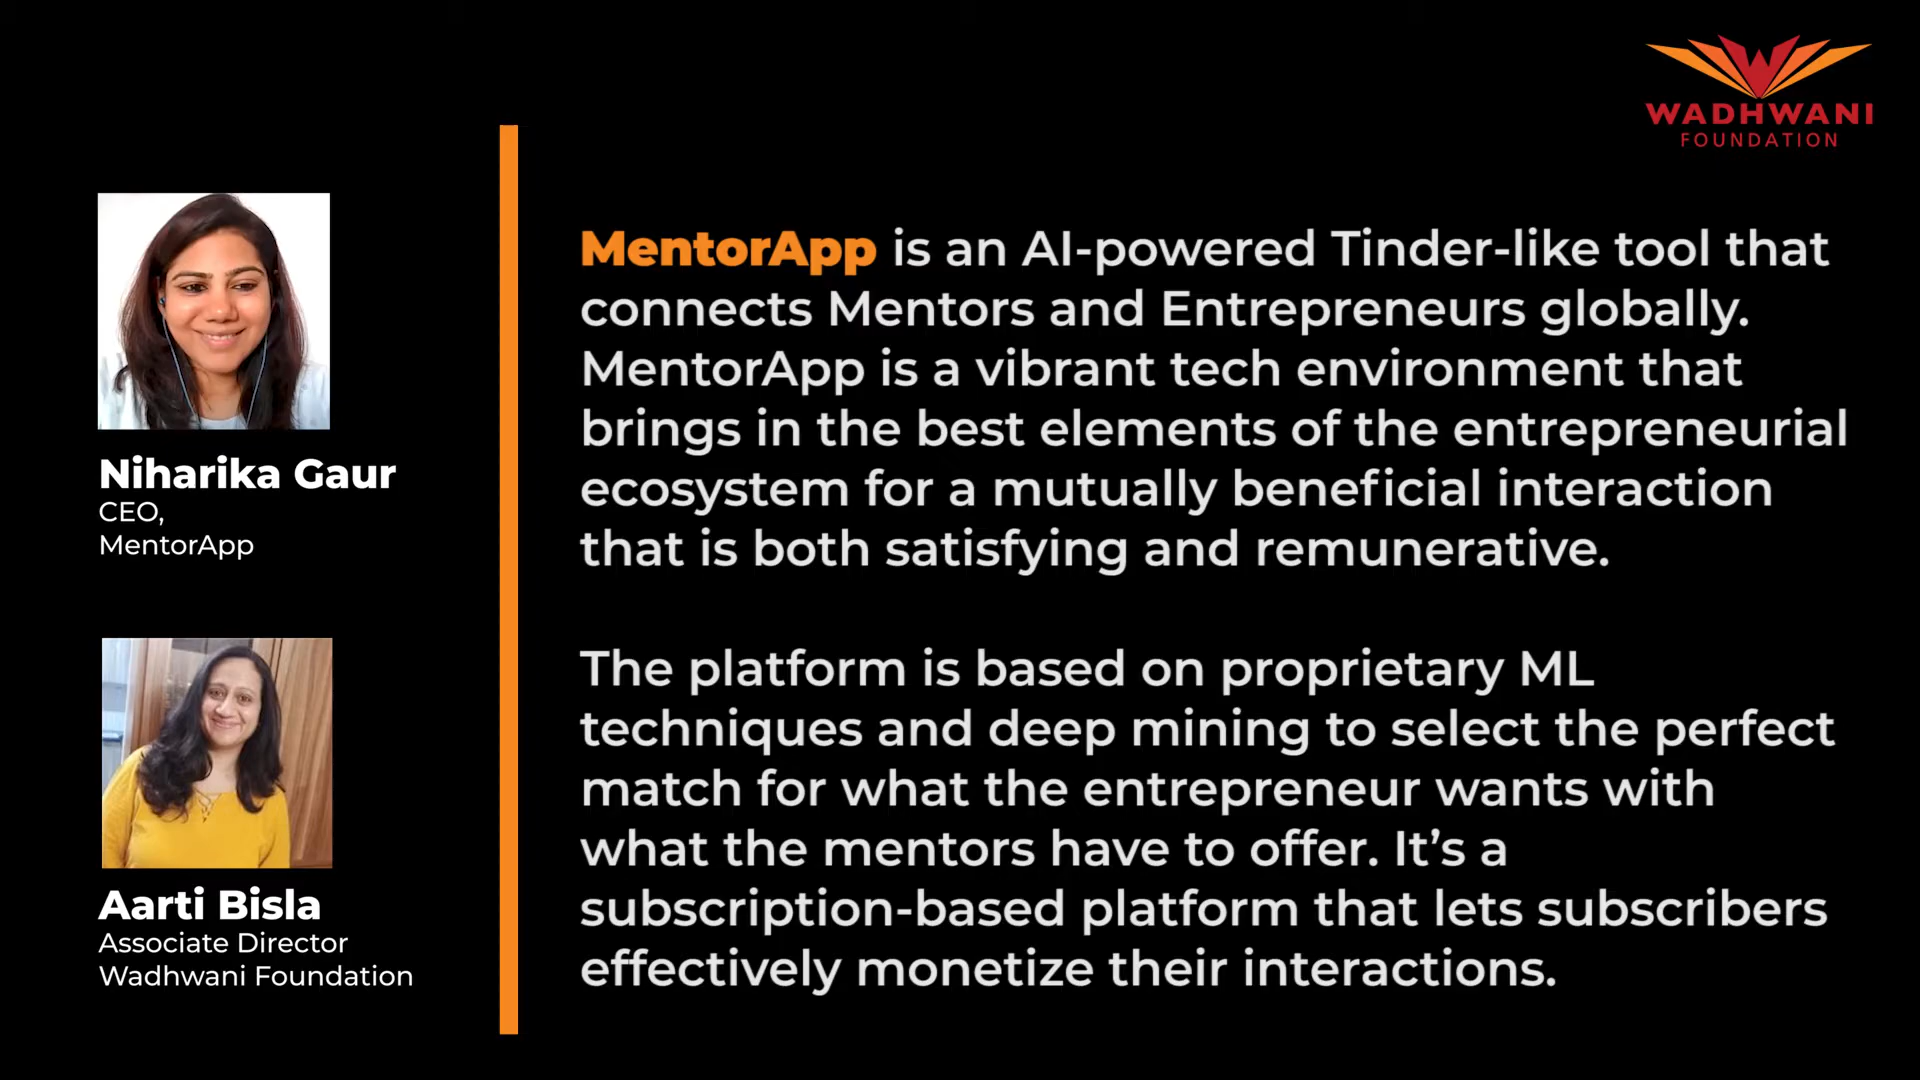 WADHWANI
FOUNDATION
Niharika Gaur
CEO,
MentorApp
Aarti Bisla
Associate Director
Wadhwani Foundation
MentorApp is an AI-powered Tinder-like tool that
connects Mentors and Entrepreneurs globally.
MentorApp is a vibrant tech environment that
brings in the best elements of the entrepreneurial
ecosystem for a mutually beneficial interaction
that is both satisfying and remunerative.
The platform is based on proprietary ML
techniques and deep mining to select the perfect
match for what the entrepreneur wants with
what the mentors have to offer. It’s a
subscription-based platform that lets subscribers
effectively monetize their interactions.